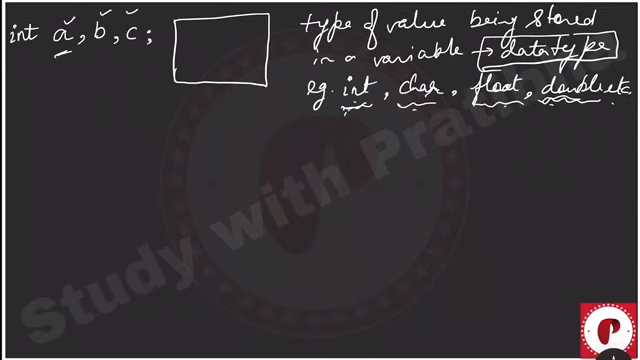 int a, b, c;
type of value being stored
in a variable → datatype
eg. int, char, float, double etc
Study with Pratik